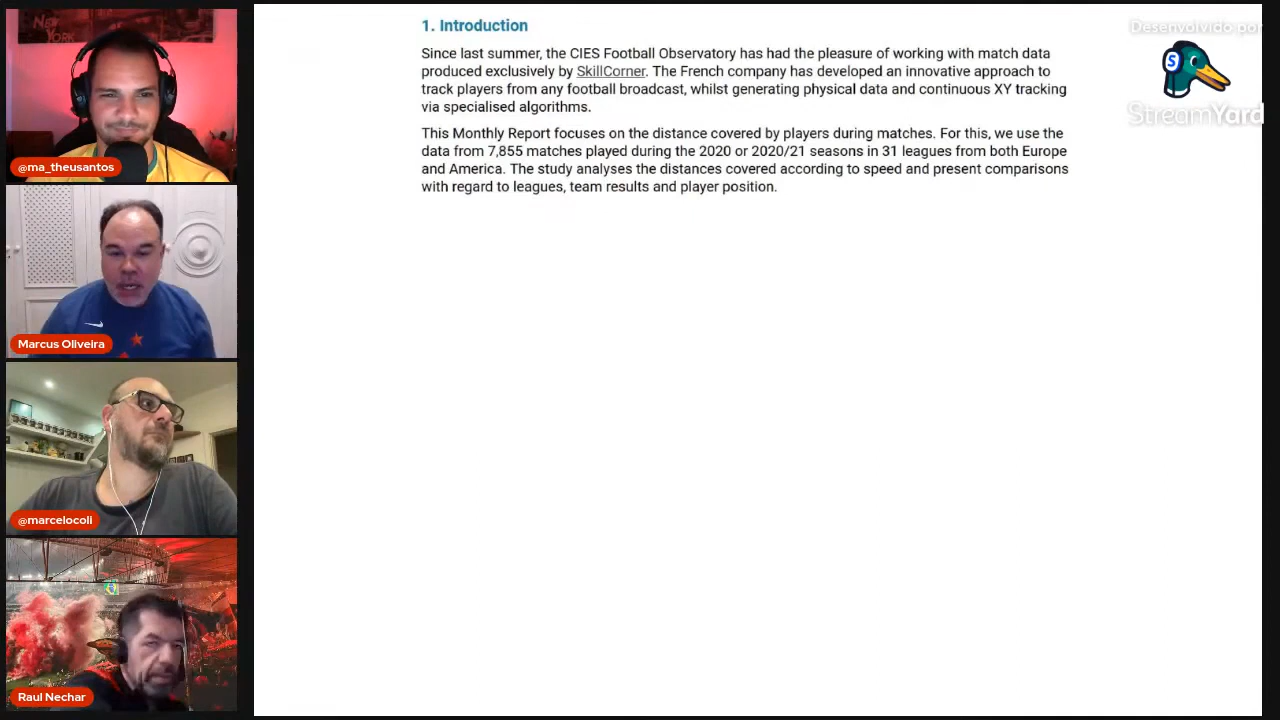 NEW
YORK
@ma_theusantos
Marcus Oliveira
@marcelocoli
Raul Nechar
1. Introduction
Since last summer, the CIES Football Observatory has had the pleasure of working with match data
produced exclusively by SkillCorner. The French company has developed an innovative approach to
track players from any football broadcast, whilst generating physical data and continuous XY tracking
via specialised algorithms.
This Monthly Report focuses on the distance covered by players during matches. For this, we use the
data from 7,855 matches played during the 2020 or 2020/21 seasons in 31 leagues from both Europe
and America. The study analyses the distances covered according to speed and present comparisons
with regard to leagues, team results and player position.
Desenvolvido por
S
StreamYard